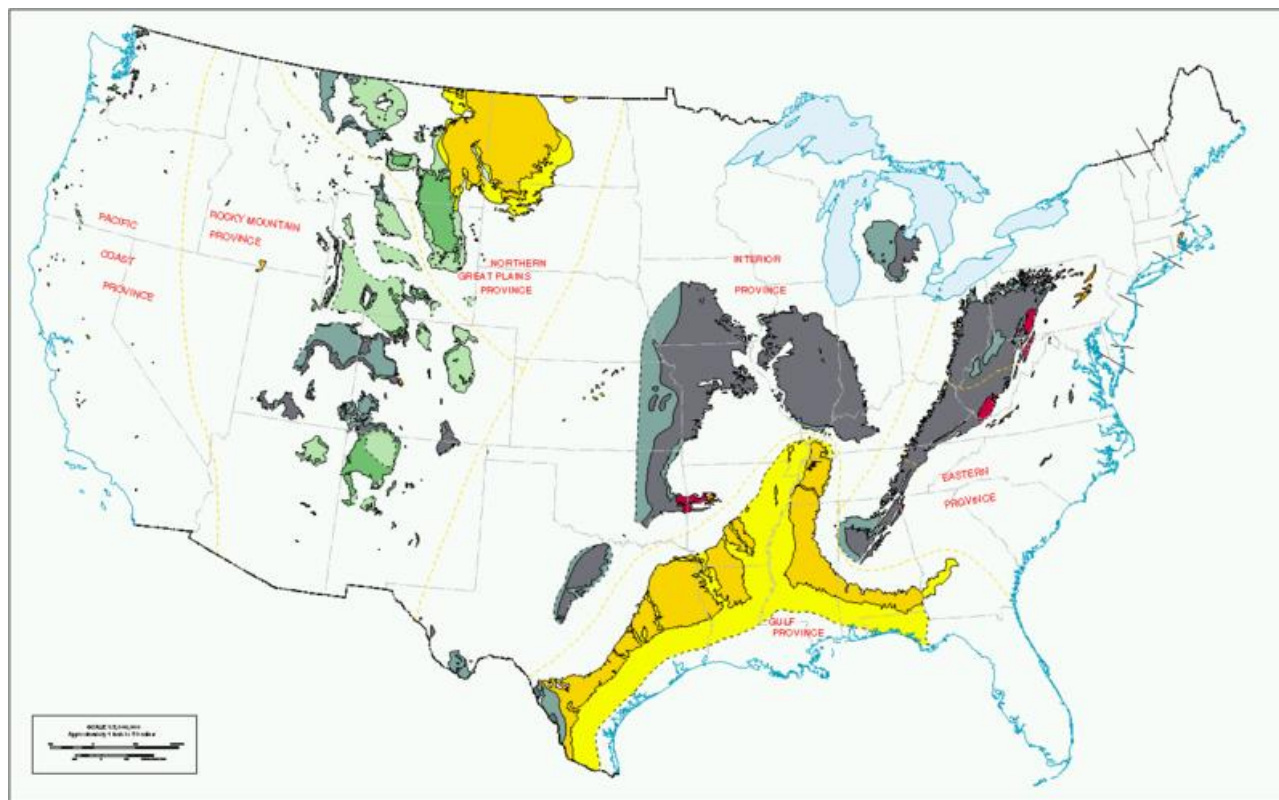 PACIFIC
COAST
PROVINCE
ROCKY MOUNTAIN
PROVINCE
NORTHERN
GREAT PLAINS
PROVINCE
INTERIOR
PROVINCE
EASTERN
PROVINCE
GULF
PROVINCE